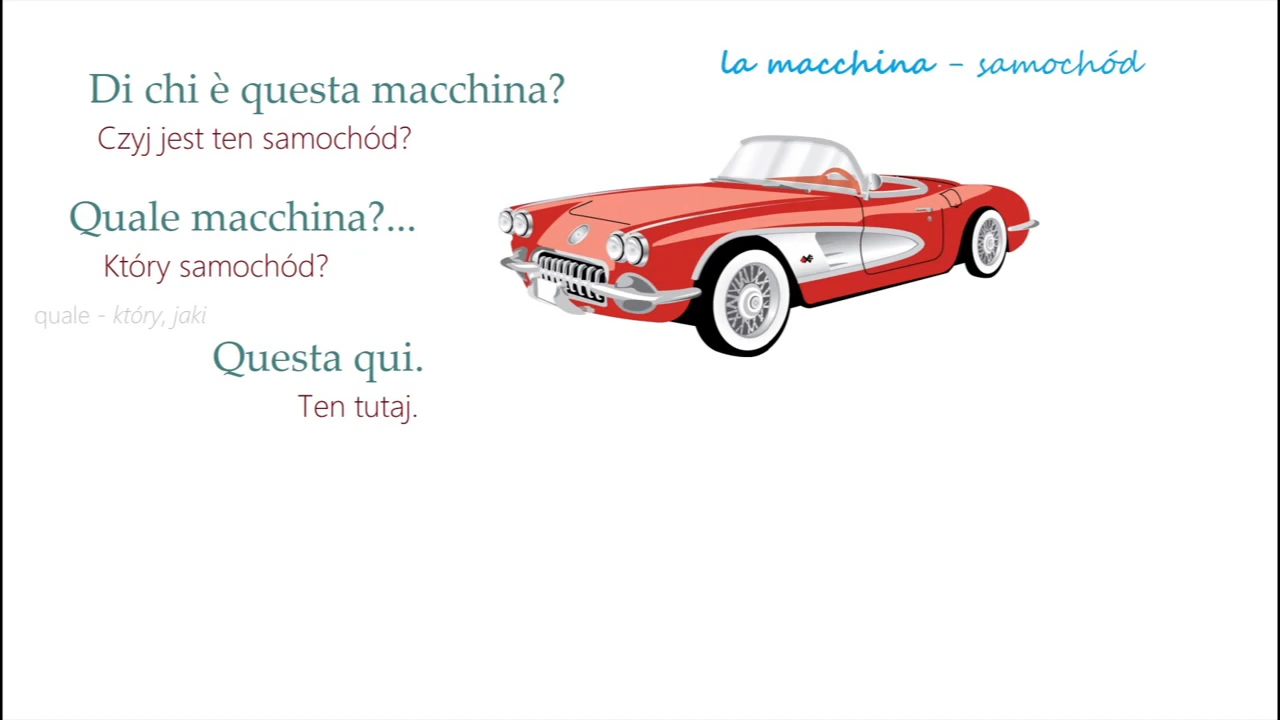 la macchina - samochód
Di chi è questa macchina?
Czyj jest ten samochód?
Quale macchina?...
Który samochód?
quale - który, jaki
Questa qui.
Ten tutaj.